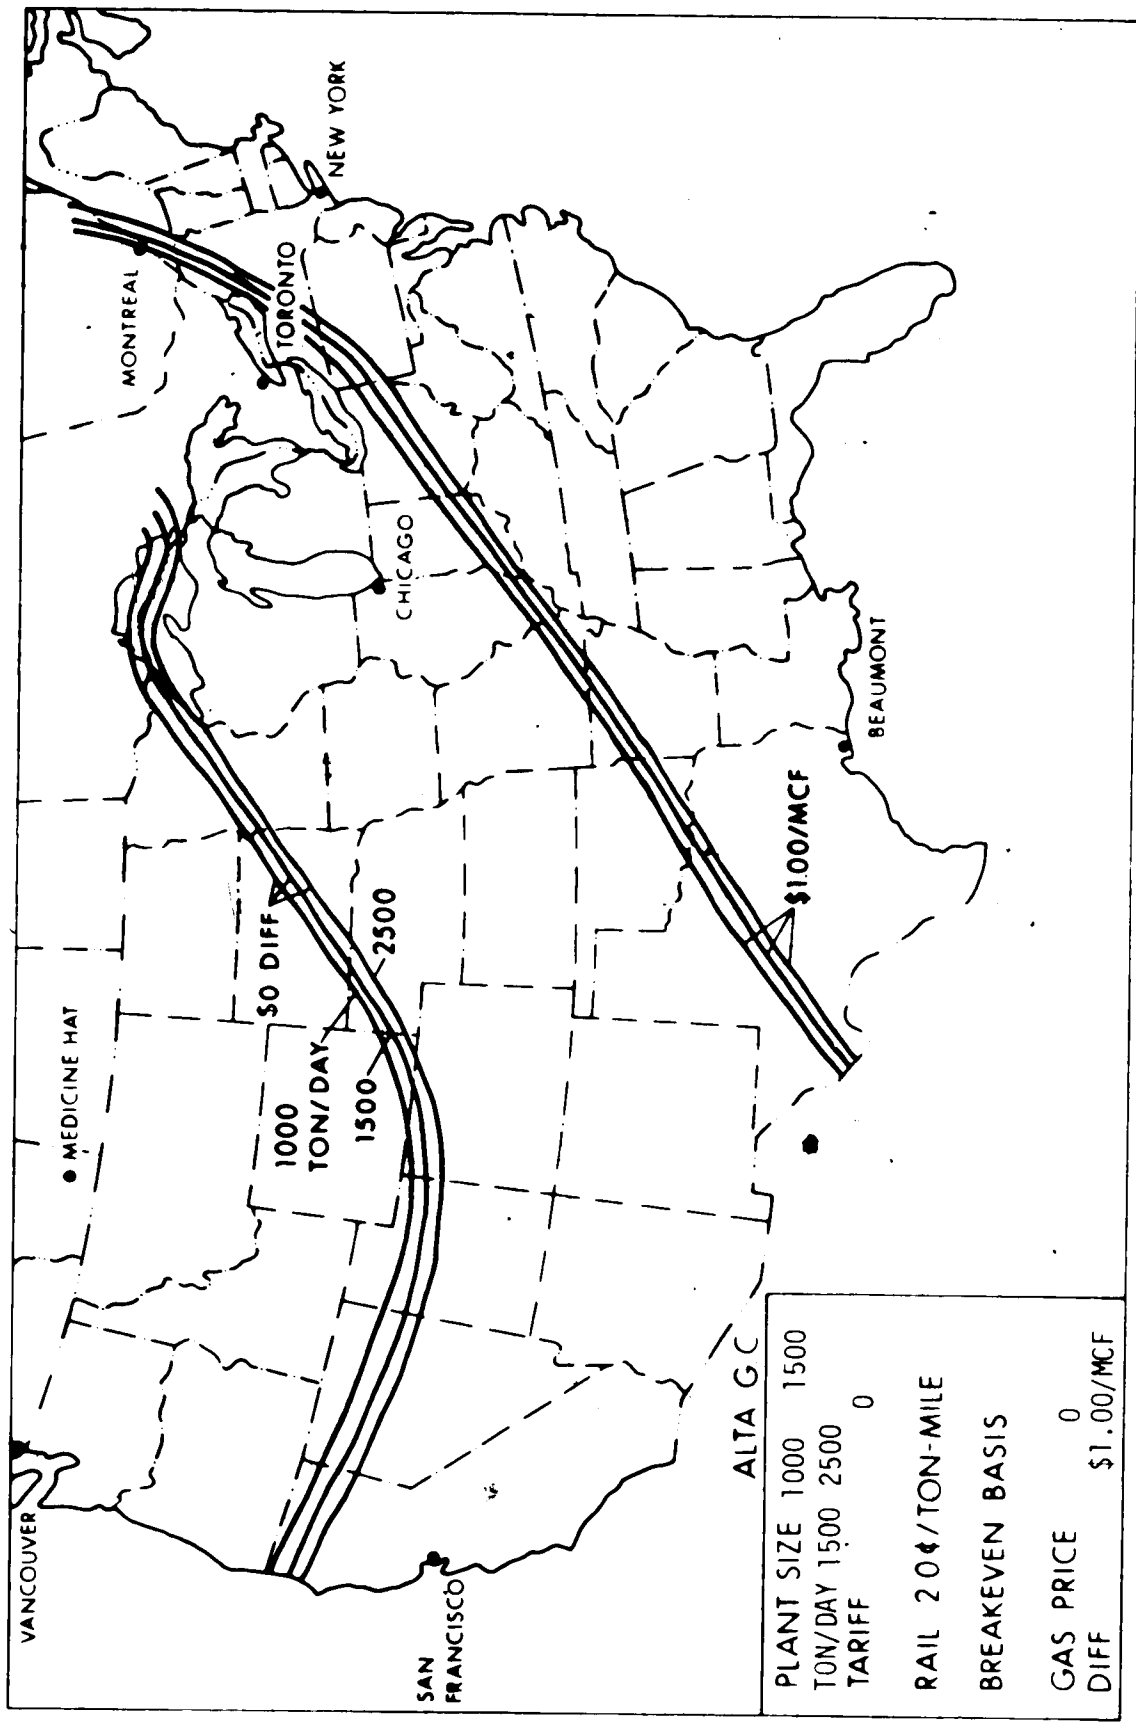 VANCOUVER
MEDICINE HAT
MONTREAL
TORONTO
NEW YORK
CHICAGO
$0 DIFF
1000
TON/DAY
1500
2500
SAN
FRANCISCO
BEAUMONT
$1.00/MCF
ALTA G C
PLANT SIZE 1000 1500
TON/DAY 1500 2500
TARIFF 0
RAIL 2 0¢/TON-MILE
BREAKEVEN BASIS
GAS PRICE 0
DIFF $1.00/MCF